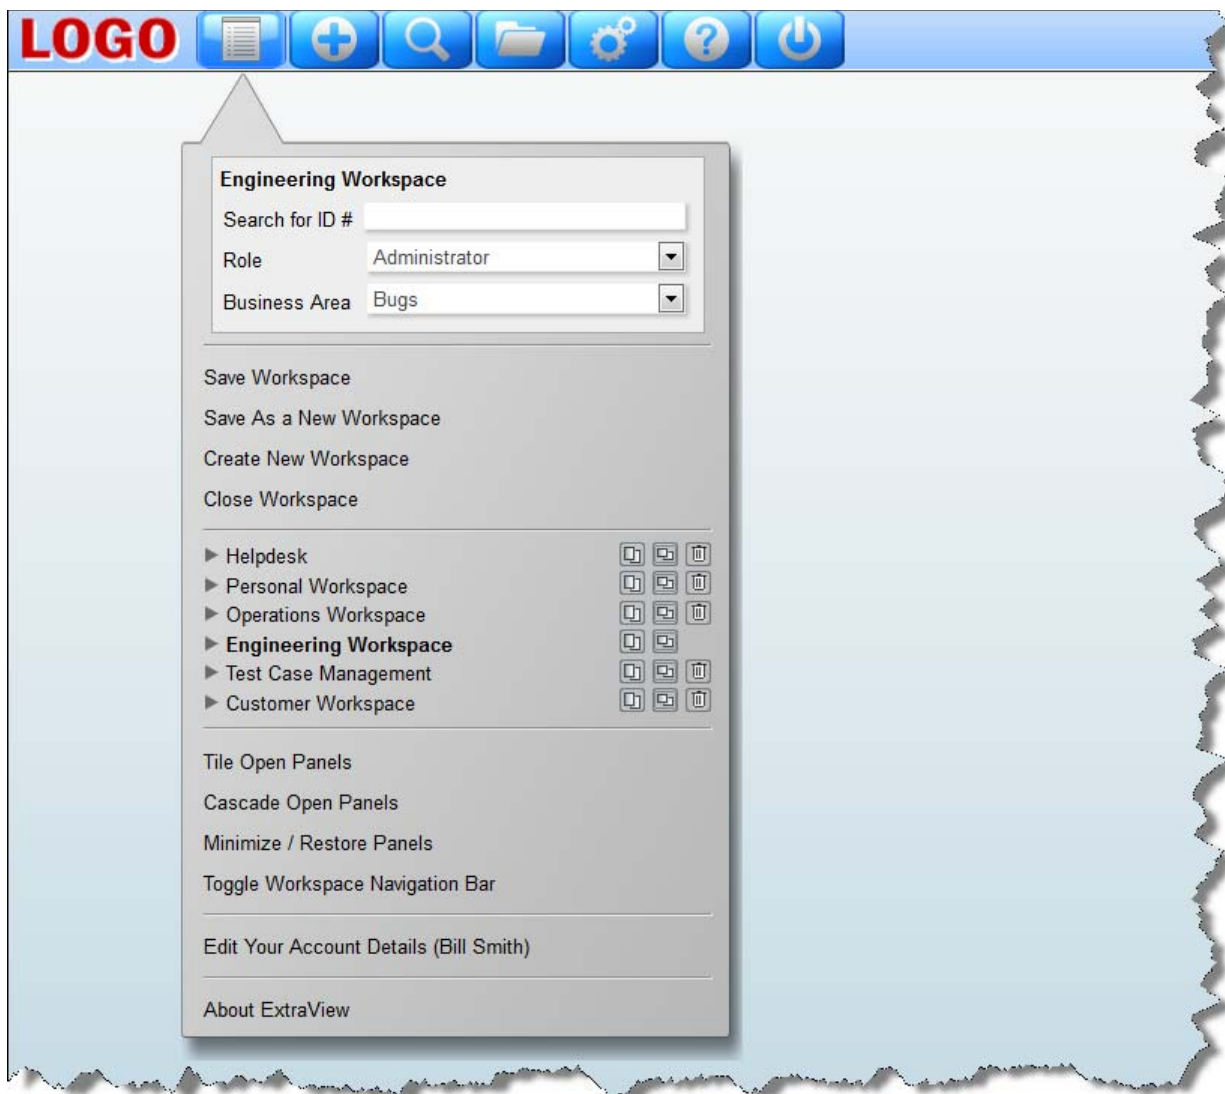 LOGO
Engineering Workspace
Search for ID #
Role Administrator
Business Area Bugs
Save Workspace
Save As a New Workspace
Create New Workspace
Close Workspace
Helpdesk
Personal Workspace
Operations Workspace
Engineering Workspace
Test Case Management
Customer Workspace
Tile Open Panels
Cascade Open Panels
Minimize / Restore Panels
Toggle Workspace Navigation Bar
Edit Your Account Details (Bill Smith)
About ExtraView